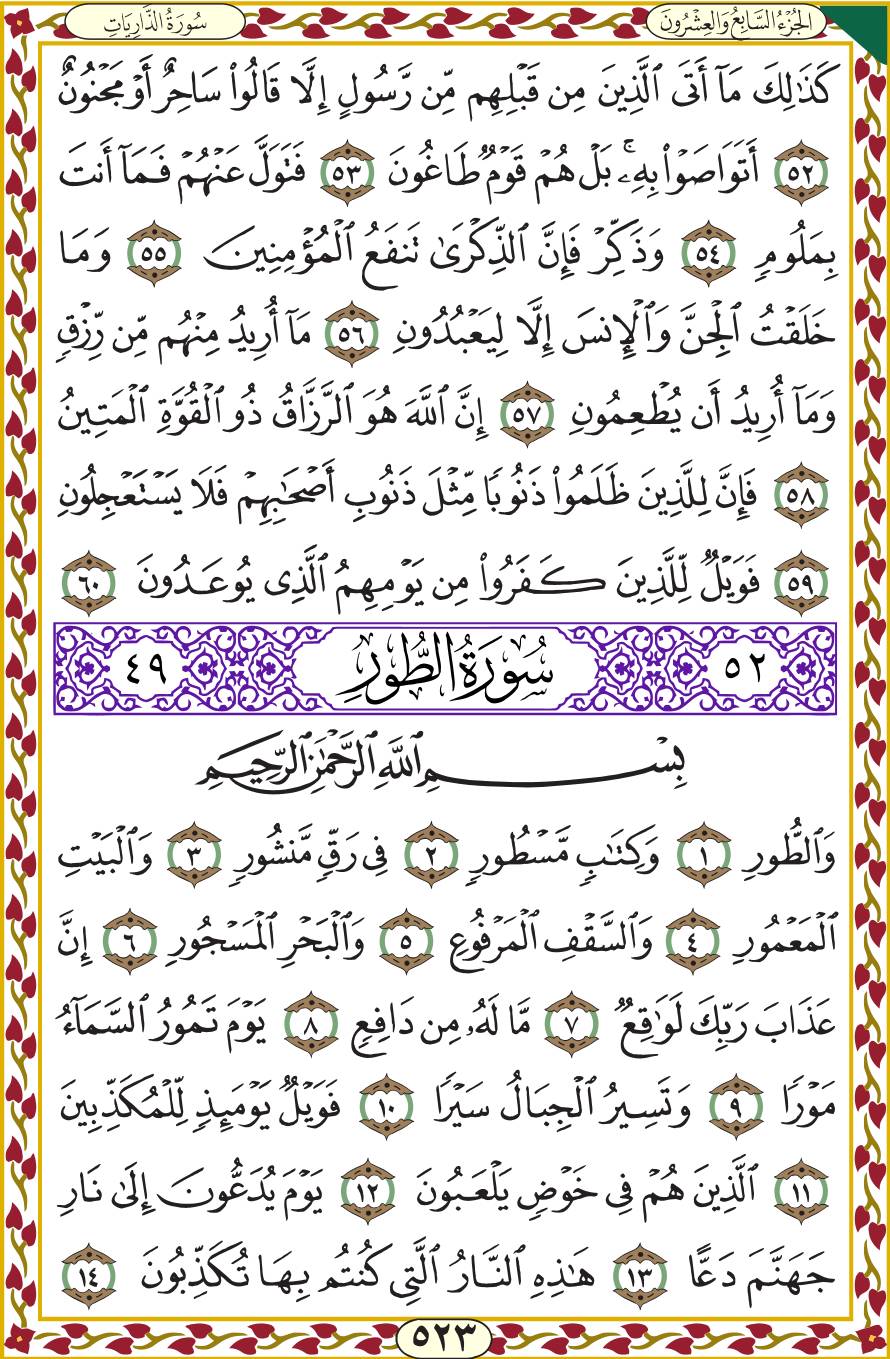 الجُزْءُ السَّابِعُ وَالعِشْرُونَ
سُورَةُ الذَّارِيَاتِ
كَذَٰلِكَ مَآ أَتَى ٱلَّذِينَ مِن قَبْلِهِم مِّن رَّسُولٍ إِلَّا قَالُوا۟ سَاحِرٌ أَوْ مَجْنُونٌ
٥٢ أَتَوَاصَوْا۟ بِهِۦ ۚ بَلْ هُمْ قَوْمٌ طَاغُونَ ٥٣ فَتَوَلَّ عَنْهُمْ فَمَآ أَنتَ
بِمَلُومٍ ٥٤ وَذَكِّرْ فَإِنَّ ٱلذِّكْرَىٰ تَنفَعُ ٱلْمُؤْمِنِينَ ٥٥ وَمَا
خَلَقْتُ ٱلْجِنَّ وَٱلْإِنسَ إِلَّا لِيَعْبُدُونِ ٥٦ مَآ أُرِيدُ مِنْهُم مِّن رِّزْقٍ
وَمَآ أُرِيدُ أَن يُطْعِمُونِ ٥٧ إِنَّ ٱللَّهَ هُوَ ٱلرَّزَّاقُ ذُو ٱلْقُوَّةِ ٱلْمَتِينُ
٥٨ فَإِنَّ لِلَّذِينَ ظَلَمُوا۟ ذَنُوبًا مِّثْلَ ذَنُوبِ أَصْحَٰبِهِمْ فَلَا يَسْتَعْجِلُونِ
٥٩ فَوَيْلٌ لِّلَّذِينَ كَفَرُوا۟ مِن يَوْمِهِمُ ٱلَّذِى يُوعَدُونَ ٦٠
٥٢ سُورَةُ الطُّورِ ٤٩
بِسْمِ ٱللَّهِ ٱلرَّحْمَٰنِ ٱلرَّحِيمِ
وَٱلطُّورِ ١ وَكِتَٰبٍ مَّسْطُورٍ ٢ فِى رَقٍّ مَّنشُورٍ ٣ وَٱلْبَيْتِ
ٱلْمَعْمُورِ ٤ وَٱلسَّقْفِ ٱلْمَرْفُوعِ ٥ وَٱلْبَحْرِ ٱلْمَسْجُورِ ٦ إِنَّ
عَذَابَ رَبِّكَ لَوَٰقِعٌ ٧ مَّا لَهُۥ مِن دَافِعٍ ٨ يَوْمَ تَمُورُ ٱلسَّمَآءُ
مَوْرًا ٩ وَتَسِيرُ ٱلْجِبَالُ سَيْرًا ١٠ فَوَيْلٌ يَوْمَئِذٍ لِّلْمُكَذِّبِينَ
١١ ٱلَّذِينَ هُمْ فِى خَوْضٍ يَلْعَبُونَ ١٢ يَوْمَ يُدَعُّونَ إِلَىٰ نَارِ
جَهَنَّمَ دَعًّا ١٣ هَٰذِهِ ٱلنَّارُ ٱلَّتِى كُنتُم بِهَا تُكَذِّبُونَ ١٤
٥٢٣